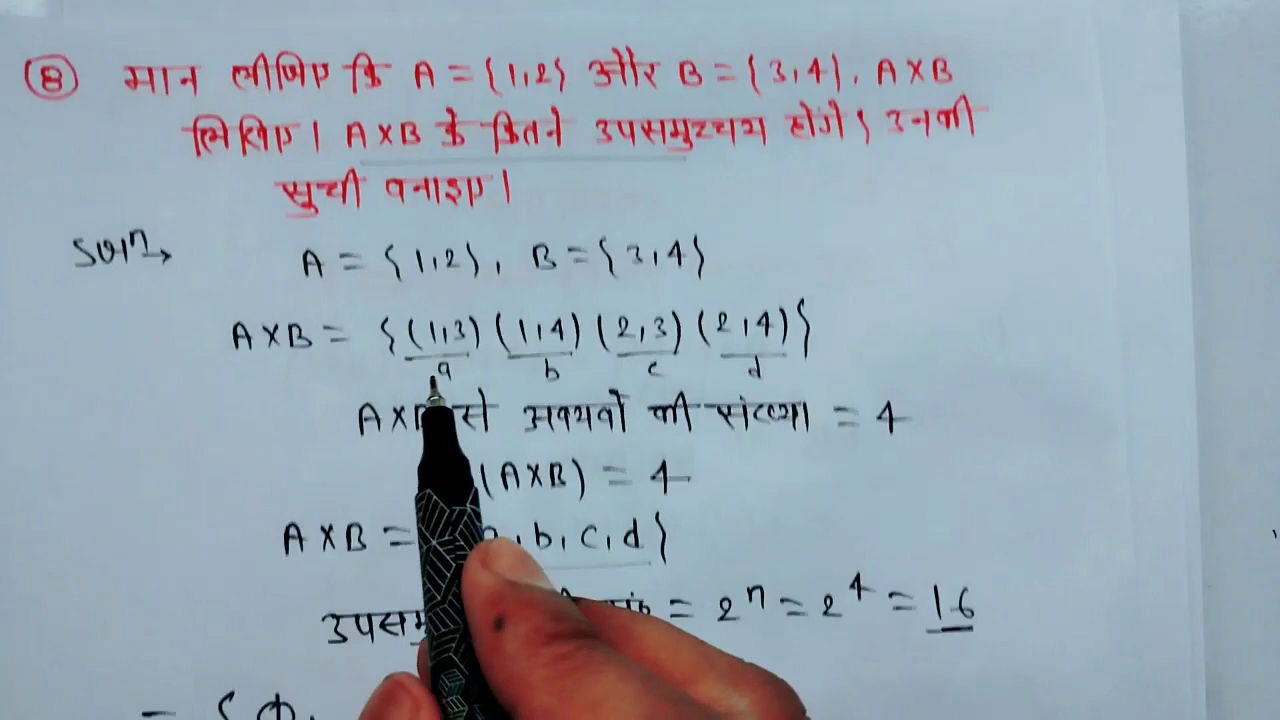 8 मान लीजिए कि A = {1,2} और B = {3,4}. A×B
लिखिए। A×B के कितने उपसमुच्चय होंगे? उनकी
सुची बनाइए।
Solⁿ→ A = {1,2}, B = {3,4}
A×B = {(1,3) (1,4) (2,3) (2,4)}
a b c d
से अवयवों की संख्या = 4
(A×B) = 4
A×B = , b, c, d}
= 2ⁿ = 2⁴ = 16
= {Φ,